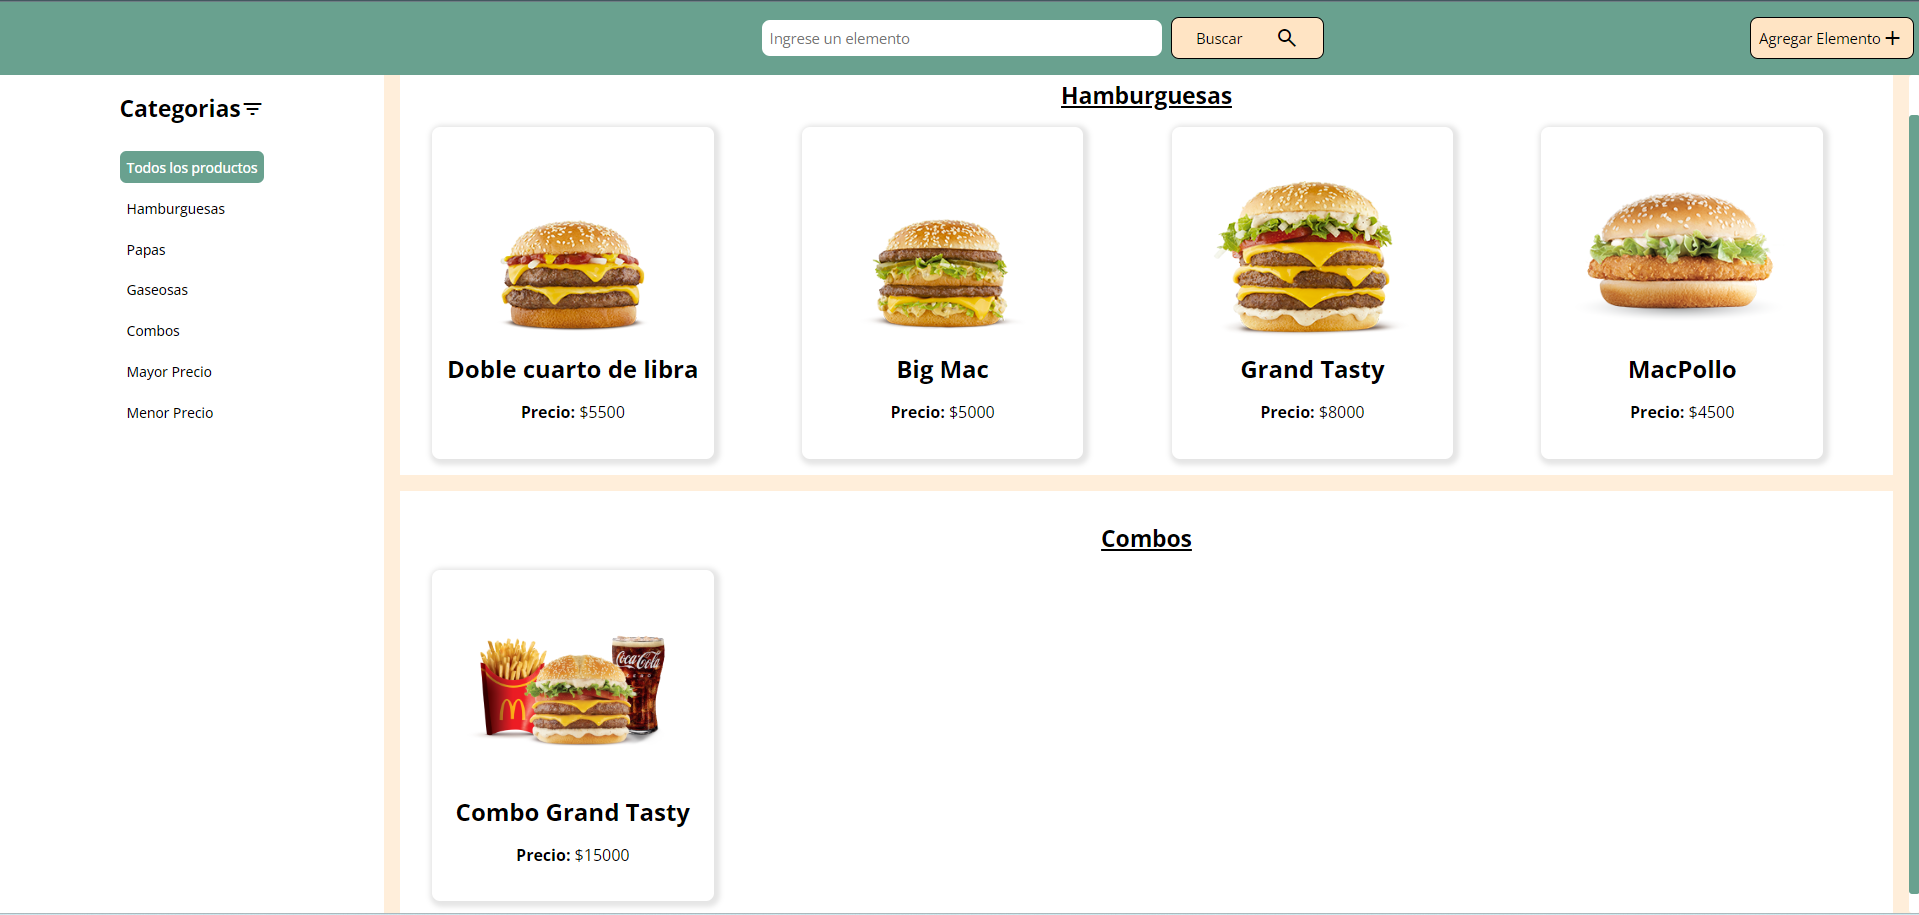 Ingrese un elemento
Buscar
Agregar Elemento
Categorias
Todos los productos
Hamburguesas
Papas
Gaseosas
Combos
Mayor Precio
Menor Precio
Hamburguesas
Doble cuarto de libra
Precio: $5500
Big Mac
Precio: $5000
Grand Tasty
Precio: $8000
MacPollo
Precio: $4500
Combos
Coca-Cola
Combo Grand Tasty
Precio: $15000